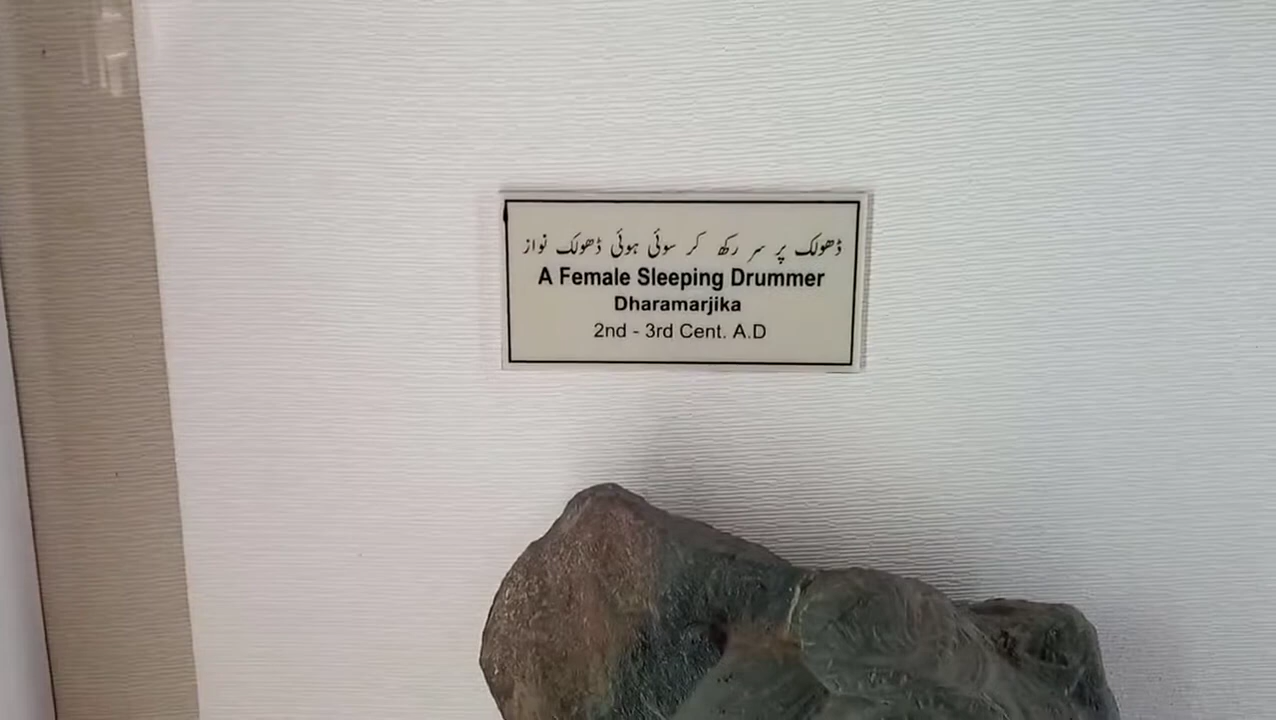 ڈھولک پر سر رکھ کر سوئی ہوئی ڈھولک نواز
A Female Sleeping Drummer
Dharamarjika
2nd - 3rd Cent. A.D